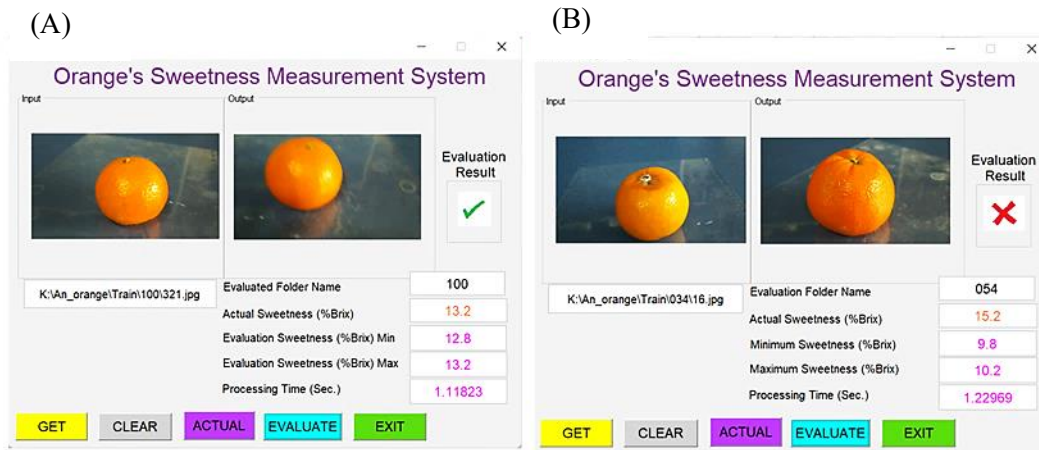 (A)
Orange's Sweetness Measurement System
Input
Output
Evaluation
Result
K:\An_orange\Train\100\321.jpg
Evaluated Folder Name
100
Actual Sweetness (%Brix)
13.2
Evaluation Sweetness (%Brix) Min
12.8
Evaluation Sweetness (%Brix) Max
13.2
Processing Time (Sec.)
1.11823
GET
CLEAR
ACTUAL
EVALUATE
EXIT
(B)
Orange's Sweetness Measurement System
Input
Output
Evaluation
Result
K:\An_orange\Train\034\16.jpg
Evaluation Folder Name
054
Actual Sweetness (%Brix)
15.2
Minimum Sweetness (%Brix)
9.8
Maximum Sweetness (%Brix)
10.2
Processing Time (Sec.)
1.22969
GET
CLEAR
ACTUAL
EVALUATE
EXIT